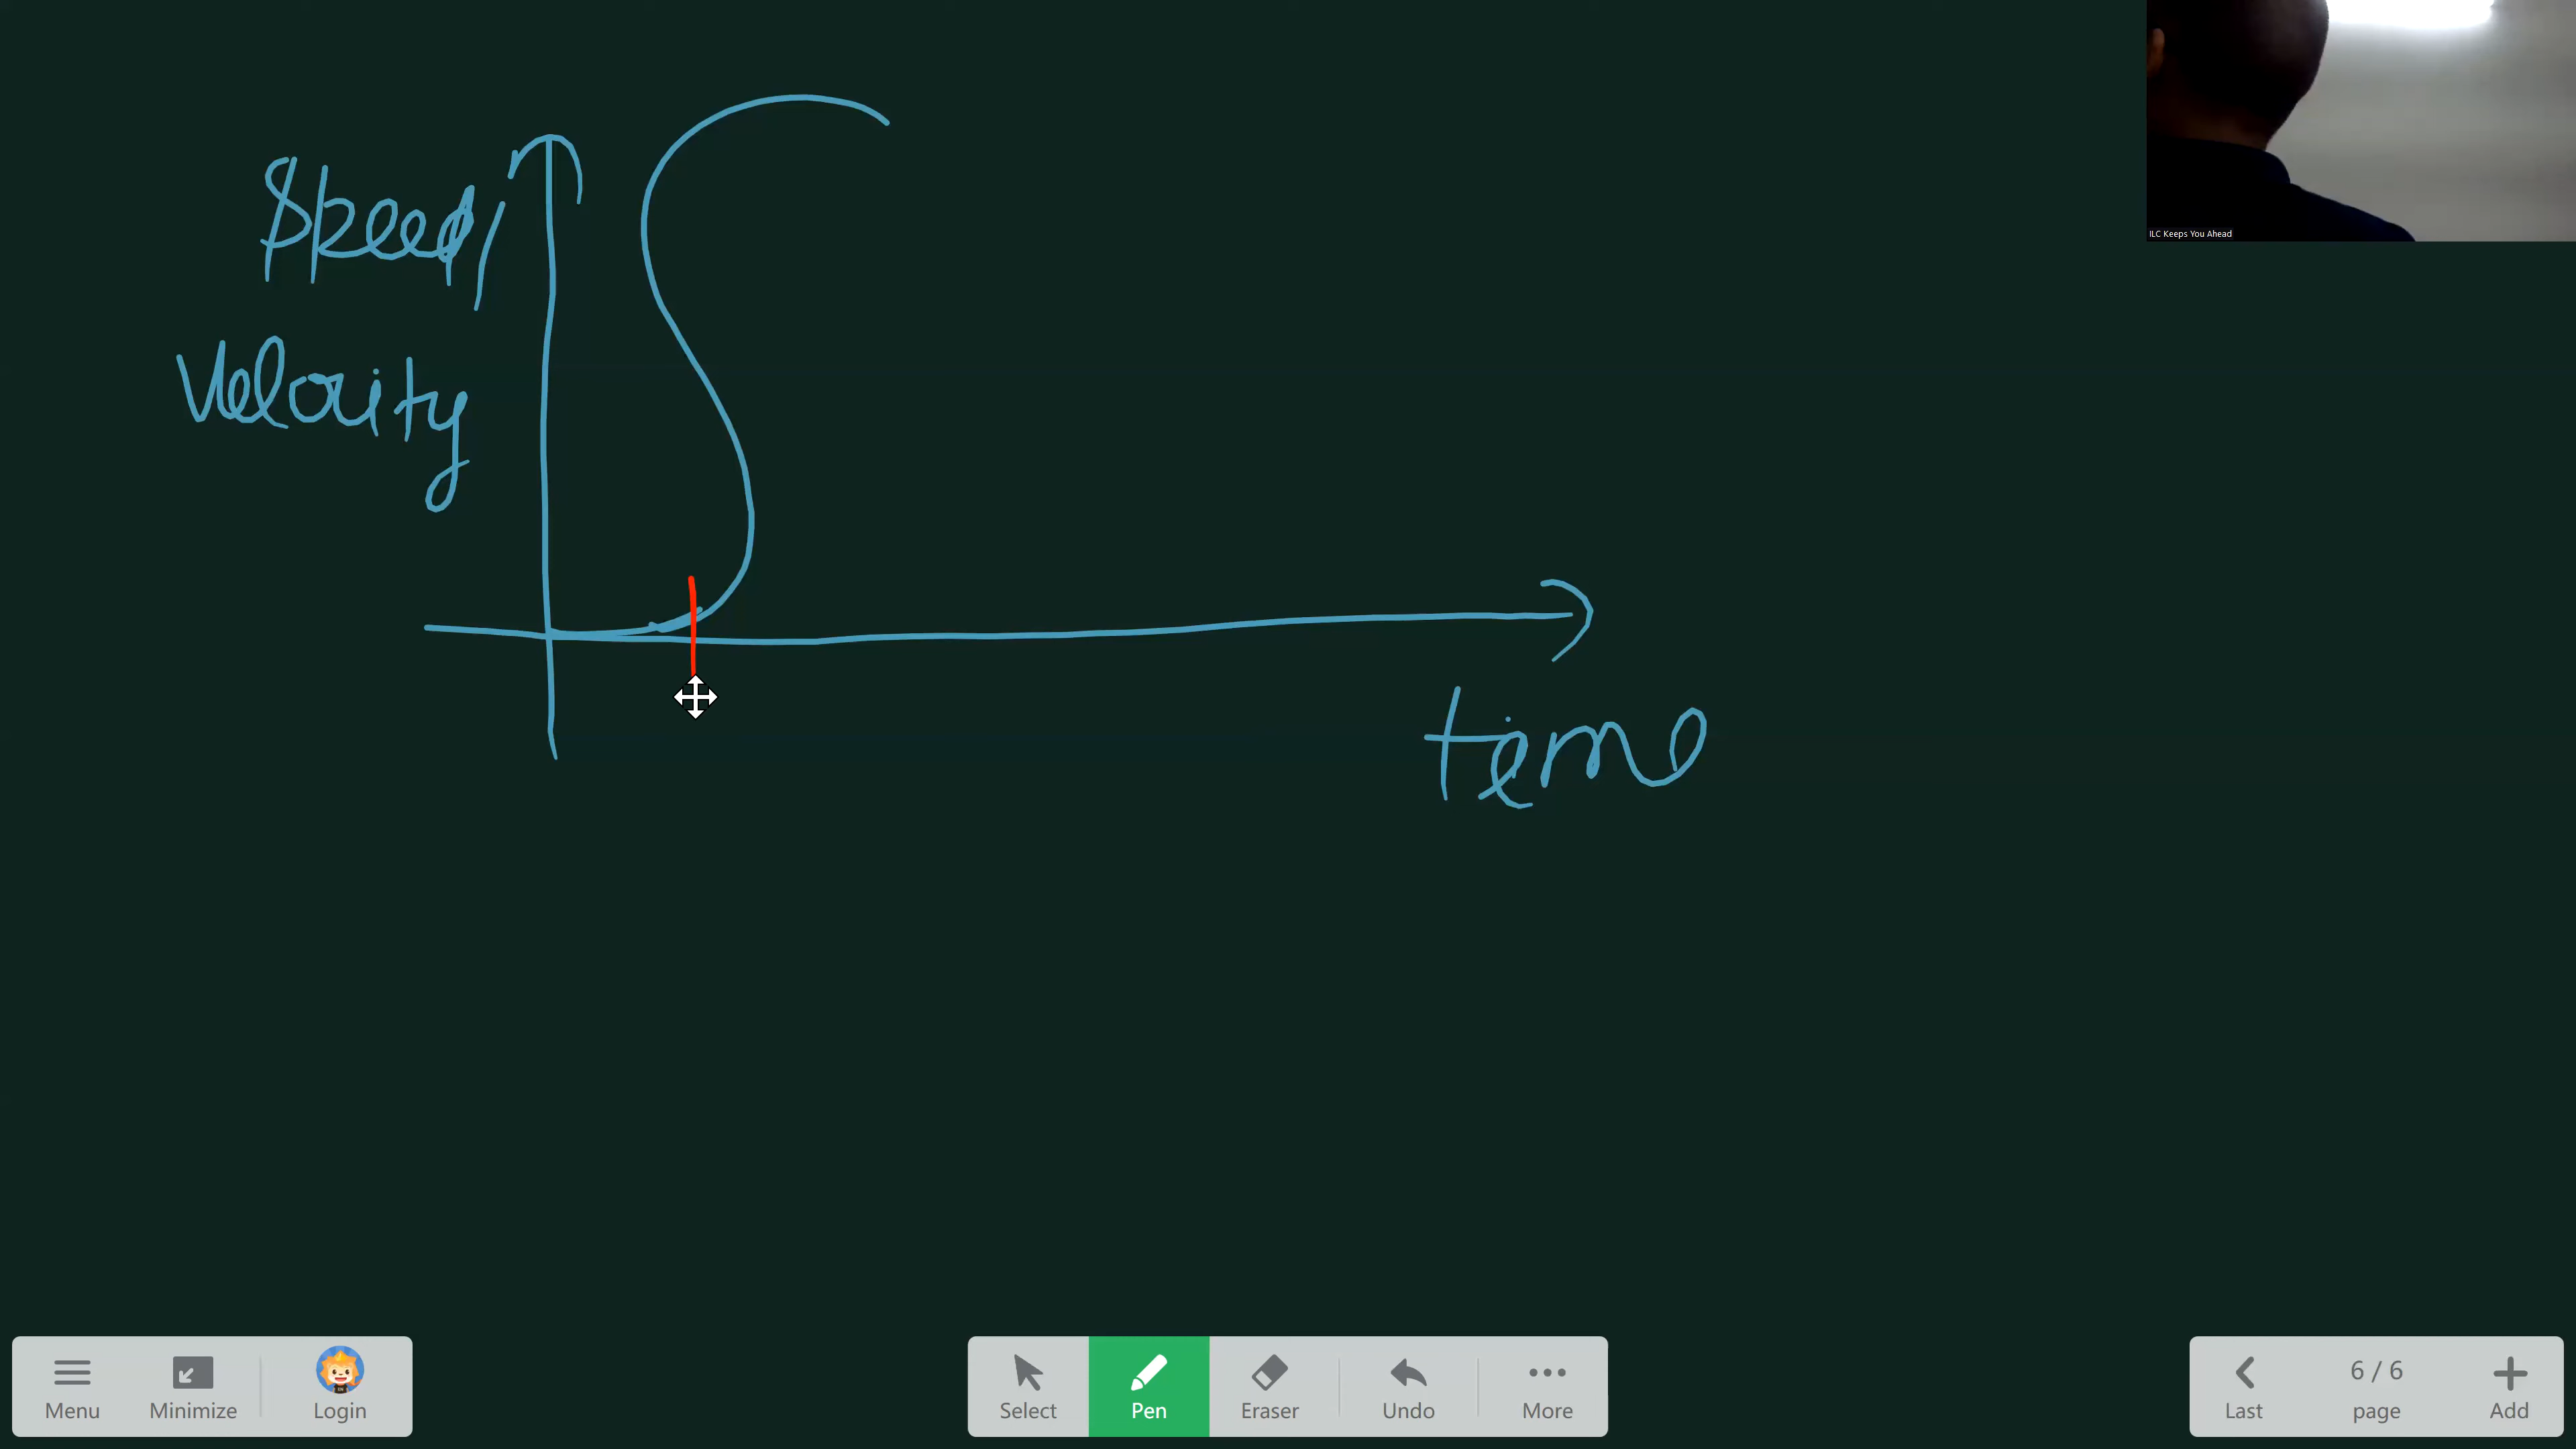 Speed/
Velocity
time
ILC Keeps You Ahead
Menu
Minimize
Login
Select
Pen
Eraser
Undo
More
Last
6 / 6
page
Add